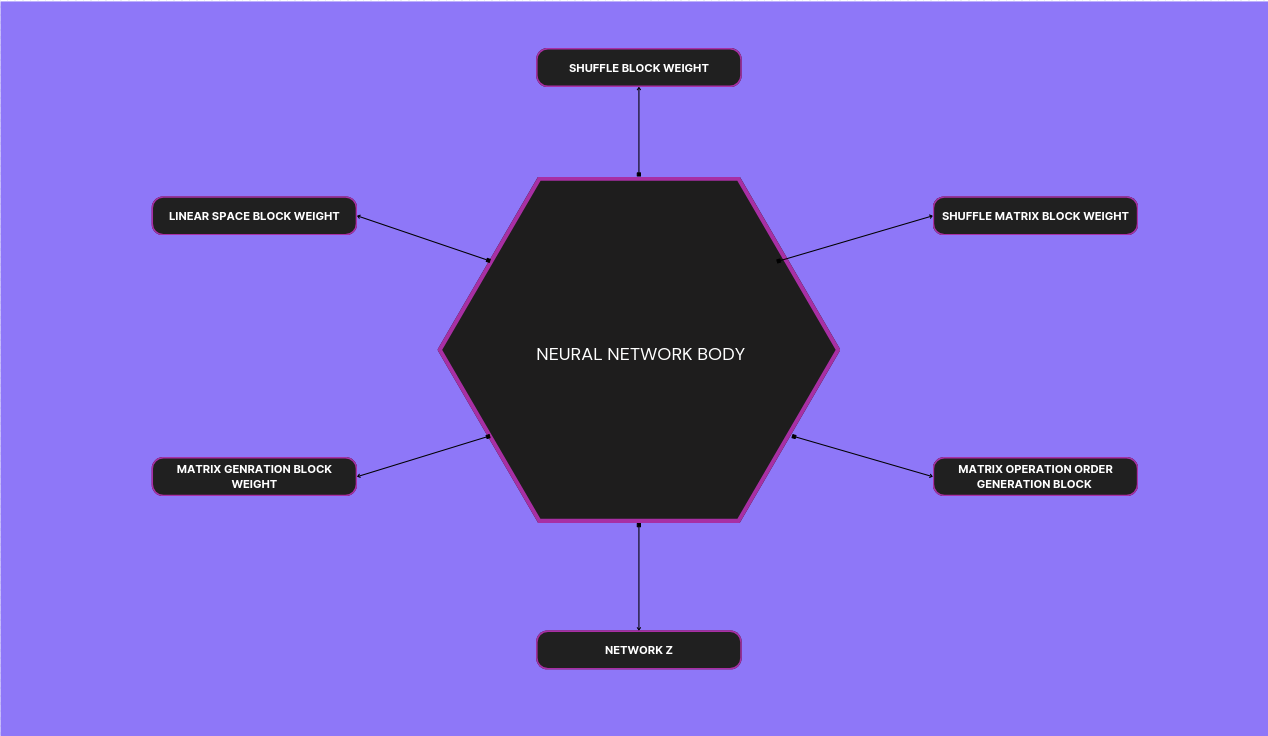 SHUFFLE BLOCK WEIGHT
LINEAR SPACE BLOCK WEIGHT
SHUFFLE MATRIX BLOCK WEIGHT
NEURAL NETWORK BODY
MATRIX GENRATION BLOCK
WEIGHT
MATRIX OPERATION ORDER
GENERATION BLOCK
NETWORK Z